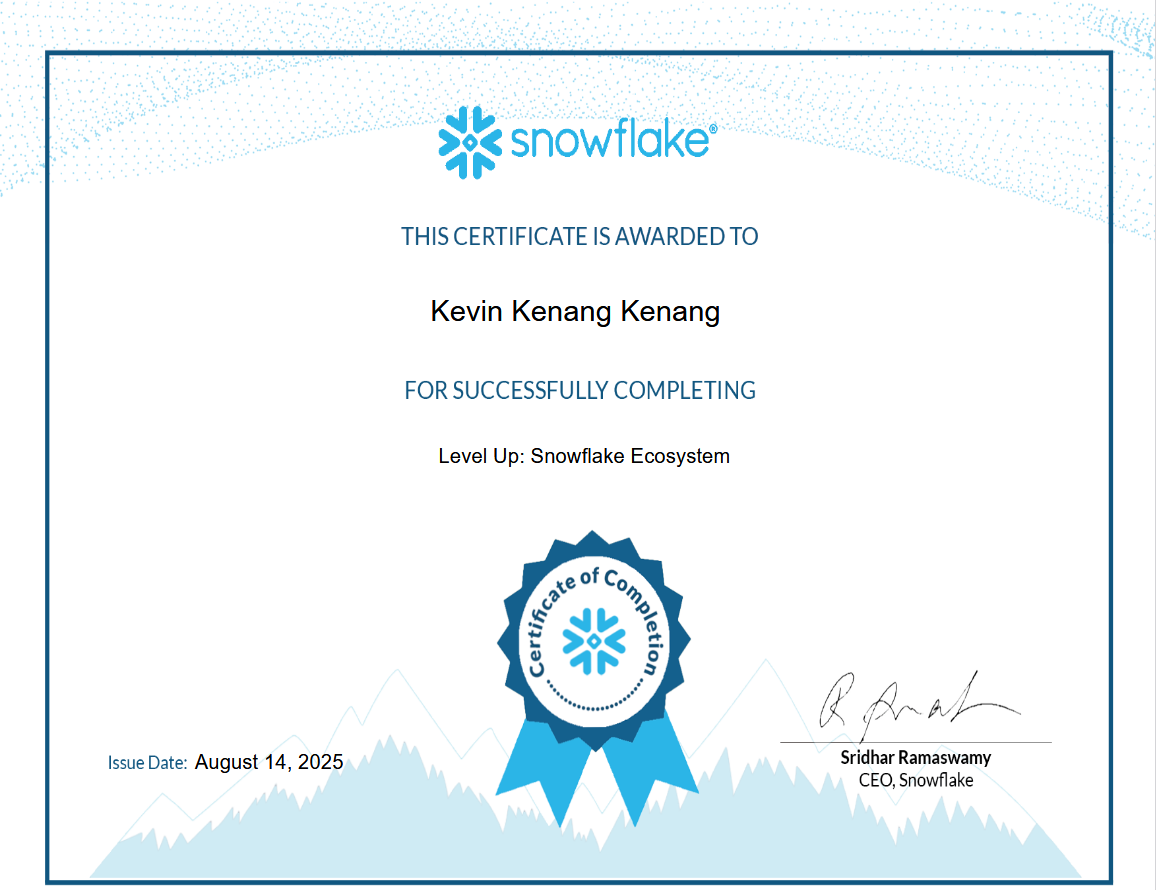 snowflake®
THIS CERTIFICATE IS AWARDED TO
Kevin Kenang Kenang
FOR SUCCESSFULLY COMPLETING
Level Up: Snowflake Ecosystem
Certificate of Completion
Issue Date: August 14, 2025
Sridhar Ramaswamy
CEO, Snowflake